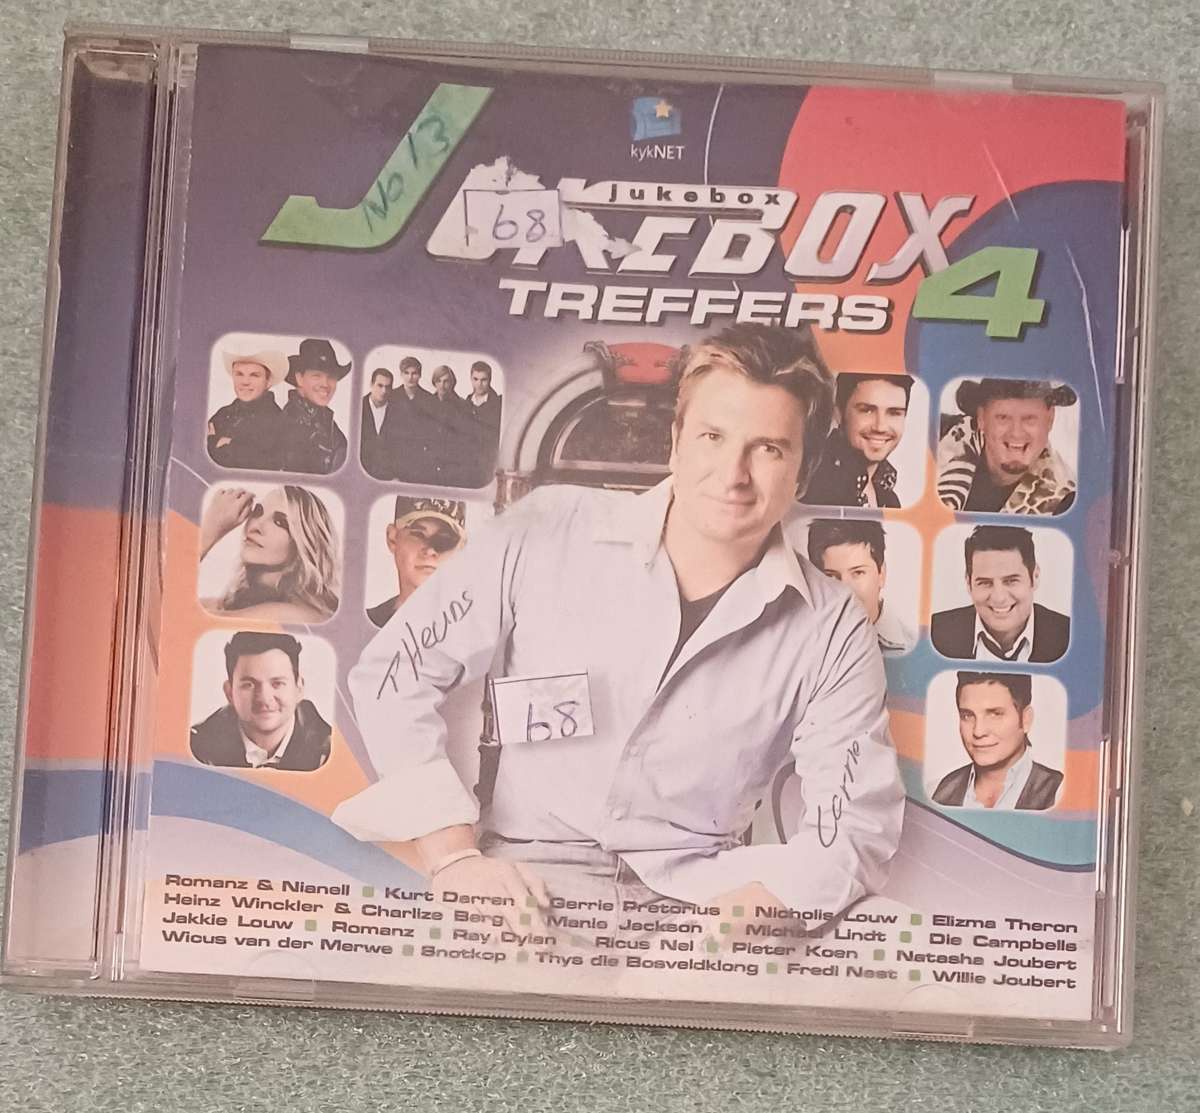 kykNET
No 13
jukebox
JUKEBOX
68
TREFFERS 4
P Heuns
68
Gerrie
Romanz & Nianell ■ Kurt Darren ■ Gerrie Pretorius ■ Nicholis Louw ■ Elizma Theron
Heinz Winckler & Charlize Berg ■ Manie Jackson ■ Michael Lindt ■ Die Campbells
Jakkie Louw ■ Romanz ■ Ray Dylan ■ Ricus Nel ■ Pieter Koen ■ Natasha Joubert
Wicus van der Merwe ■ Snotkop ■ Thys die Bosveldklong ■ Fredi Nest ■ Willie Joubert